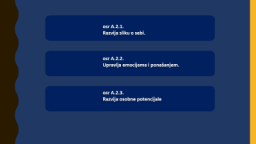 osr A.2.1.
Razvija sliku o sebi.
osr A.2.2.
Upravlja emocijama i ponašanjem.
osr A.2.3.
Razvija osobne potencijale